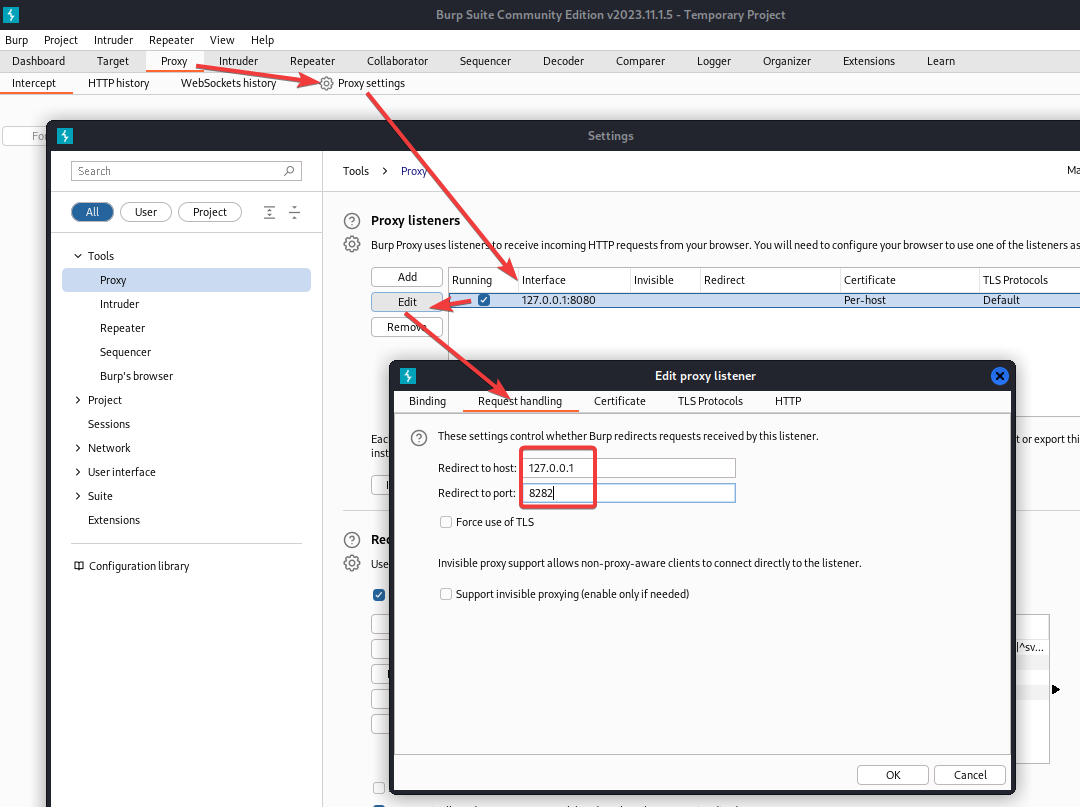 Burp Suite Community Edition v2023.11.1.5 - Temporary Project
Burp Project Intruder Repeater View Help
Dashboard Target Proxy Intruder Repeater Collaborator Sequencer Decoder Comparer Logger Organizer Extensions Learn
Intercept HTTP history WebSockets history Proxy settings
Settings
Search
Tools > Proxy
All User Project
Proxy listeners
Burp Proxy uses listeners to receive incoming HTTP requests from your browser. You will need to configure your browser to use one of the listeners as
Tools
Proxy
Intruder
Repeater
Sequencer
Burp's browser
Project
Sessions
Network
User interface
Suite
Extensions
Configuration library
Add
Edit
Remove
Running Interface Invisible Redirect Certificate TLS Protocols
127.0.0.1:8080 Per-host Default
Edit proxy listener
Binding Request handling Certificate TLS Protocols HTTP
These settings control whether Burp redirects requests received by this listener.
Redirect to host: 127.0.0.1
Redirect to port: 8282
Force use of TLS
Invisible proxy support allows non-proxy-aware clients to connect directly to the listener.
Support invisible proxying (enable only if needed)
OK Cancel
t or export this
|^sv...